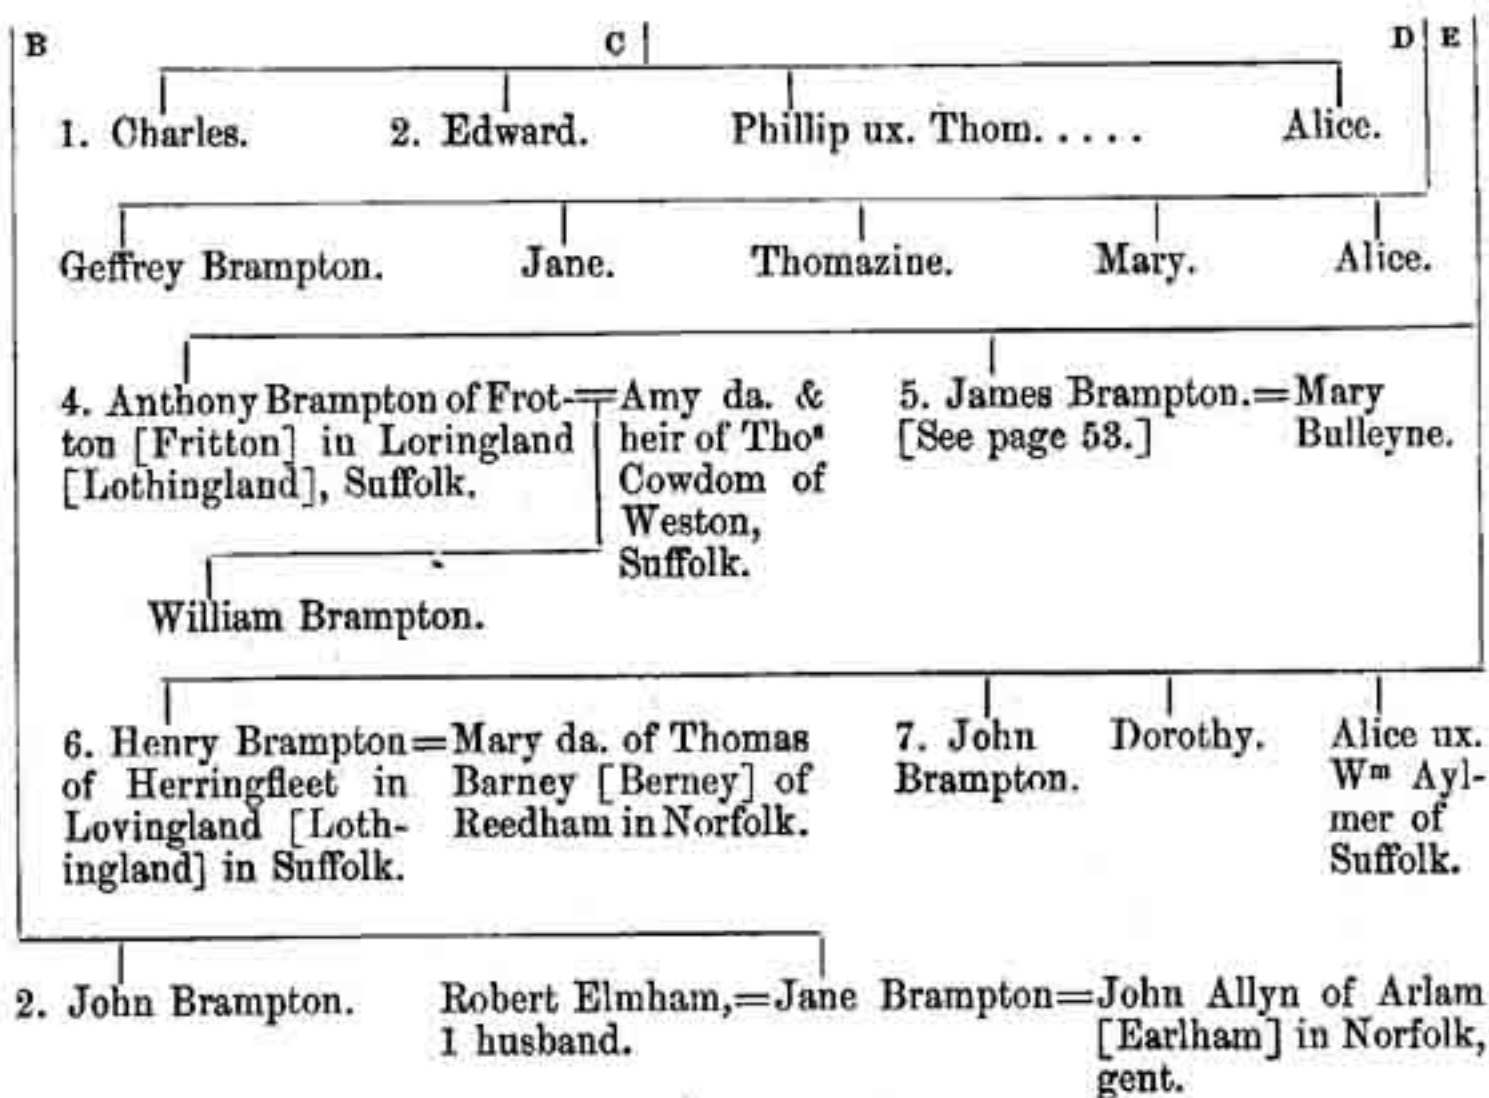 B C D E
1. Charles. 2. Edward. Phillip ux. Thom. . . . . Alice.
Geffrey Brampton. Jane. Thomazine. Mary. Alice.
4. Anthony Brampton of Frot-
ton [Fritton] in Loringland
[Lothingland], Suffolk.
=Amy da. &
heir of Thoˢ
Cowdom of
Weston,
Suffolk.
5. James Brampton.=Mary
[See page 53.] Bulleyne.
William Brampton.
6. Henry Brampton=
of Herringfleet in
Lovingland [Loth-
ingland] in Suffolk.
Mary da. of Thomas
Barney [Berney] of
Reedham in Norfolk.
7. John
Brampton.
Dorothy.
Alice ux.
Wᵐ Ayl-
mer of
Suffolk.
2. John Brampton.
Robert Elmham,=Jane Brampton=John Allyn of Arlam
1 husband. [Earlham] in Norfolk,
gent.